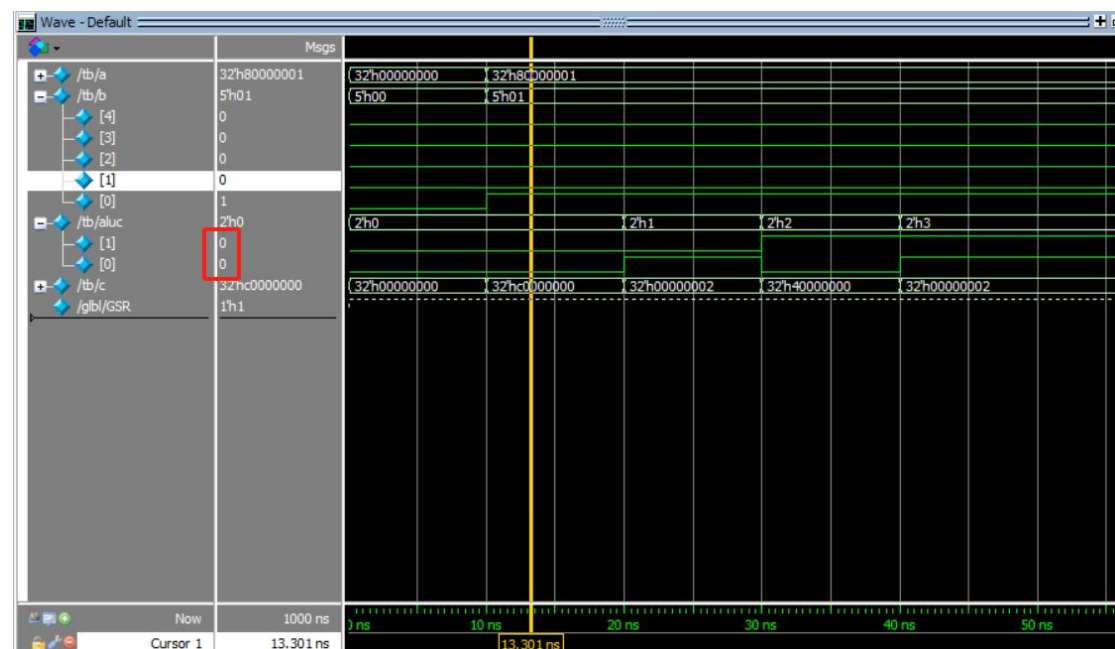 Wave - Default
Msgs
/tb/a 32'h80000001 32'h00000000 32'h80000001
/tb/b 5'h01 5'h00 5'h01
[4] 0
[3] 0
[2] 0
[1] 0
[0] 1
/tb/aluc 2'h0 2'h0 2'h1 2'h2 2'h3
[1] 0
[0] 0
/tb/c 32'hc0000000 32'h00000000 32'hc0000000 32'h00000002 32'h40000000 32'h00000002
/glbl/GSR 1'h1
Now 1000 ns ns 10 ns 20 ns 30 ns 40 ns 50 ns
Cursor 1 13.301 ns 13.301 ns